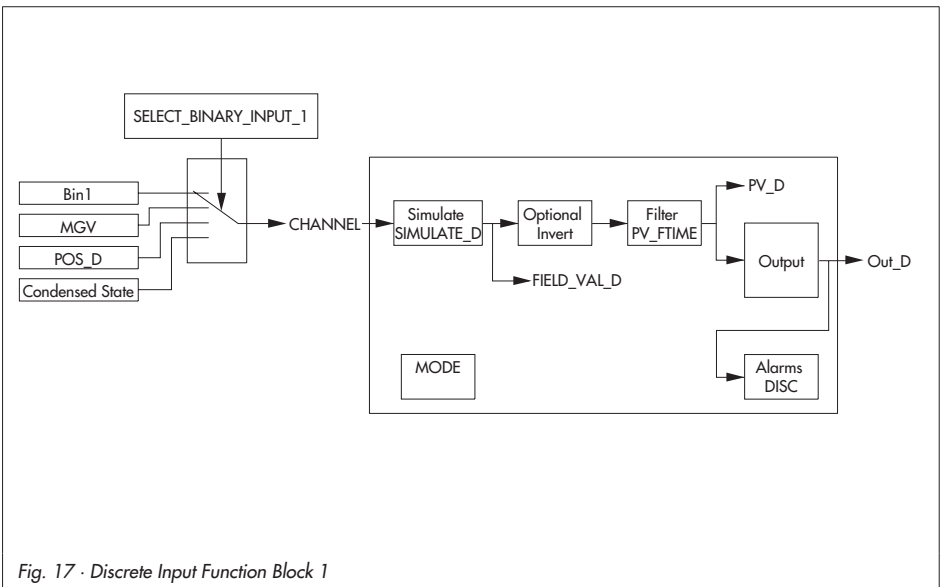 SELECT_BINARY_INPUT_1
Bin1
MGV
POS_D
Condensed State
CHANNEL
Simulate
SIMULATE_D
Optional
Invert
Filter
PV_FTIME
PV_D
Output
Out_D
FIELD_VAL_D
MODE
Alarms
DISC
Fig. 17 · Discrete Input Function Block 1